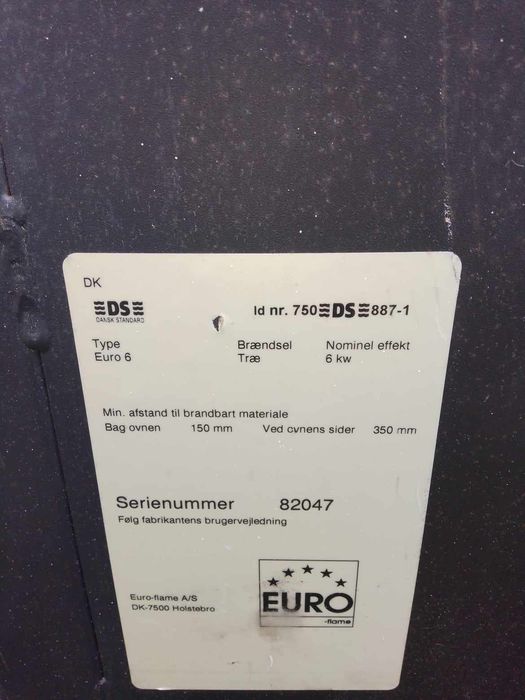 DK
DS
DANSK STANDARD
Id nr. 750 DS 887-1
Type Brændsel Nominel effekt
Euro 6 Træ 6 kw
Min. afstand til brandbart materiale
Bag ovnen 150 mm Ved ovnens sider 350 mm
Serienummer 82047
Følg fabrikantens brugervejledning
Euro-flame A/S
DK-7500 Holstebro
EURO
-flame